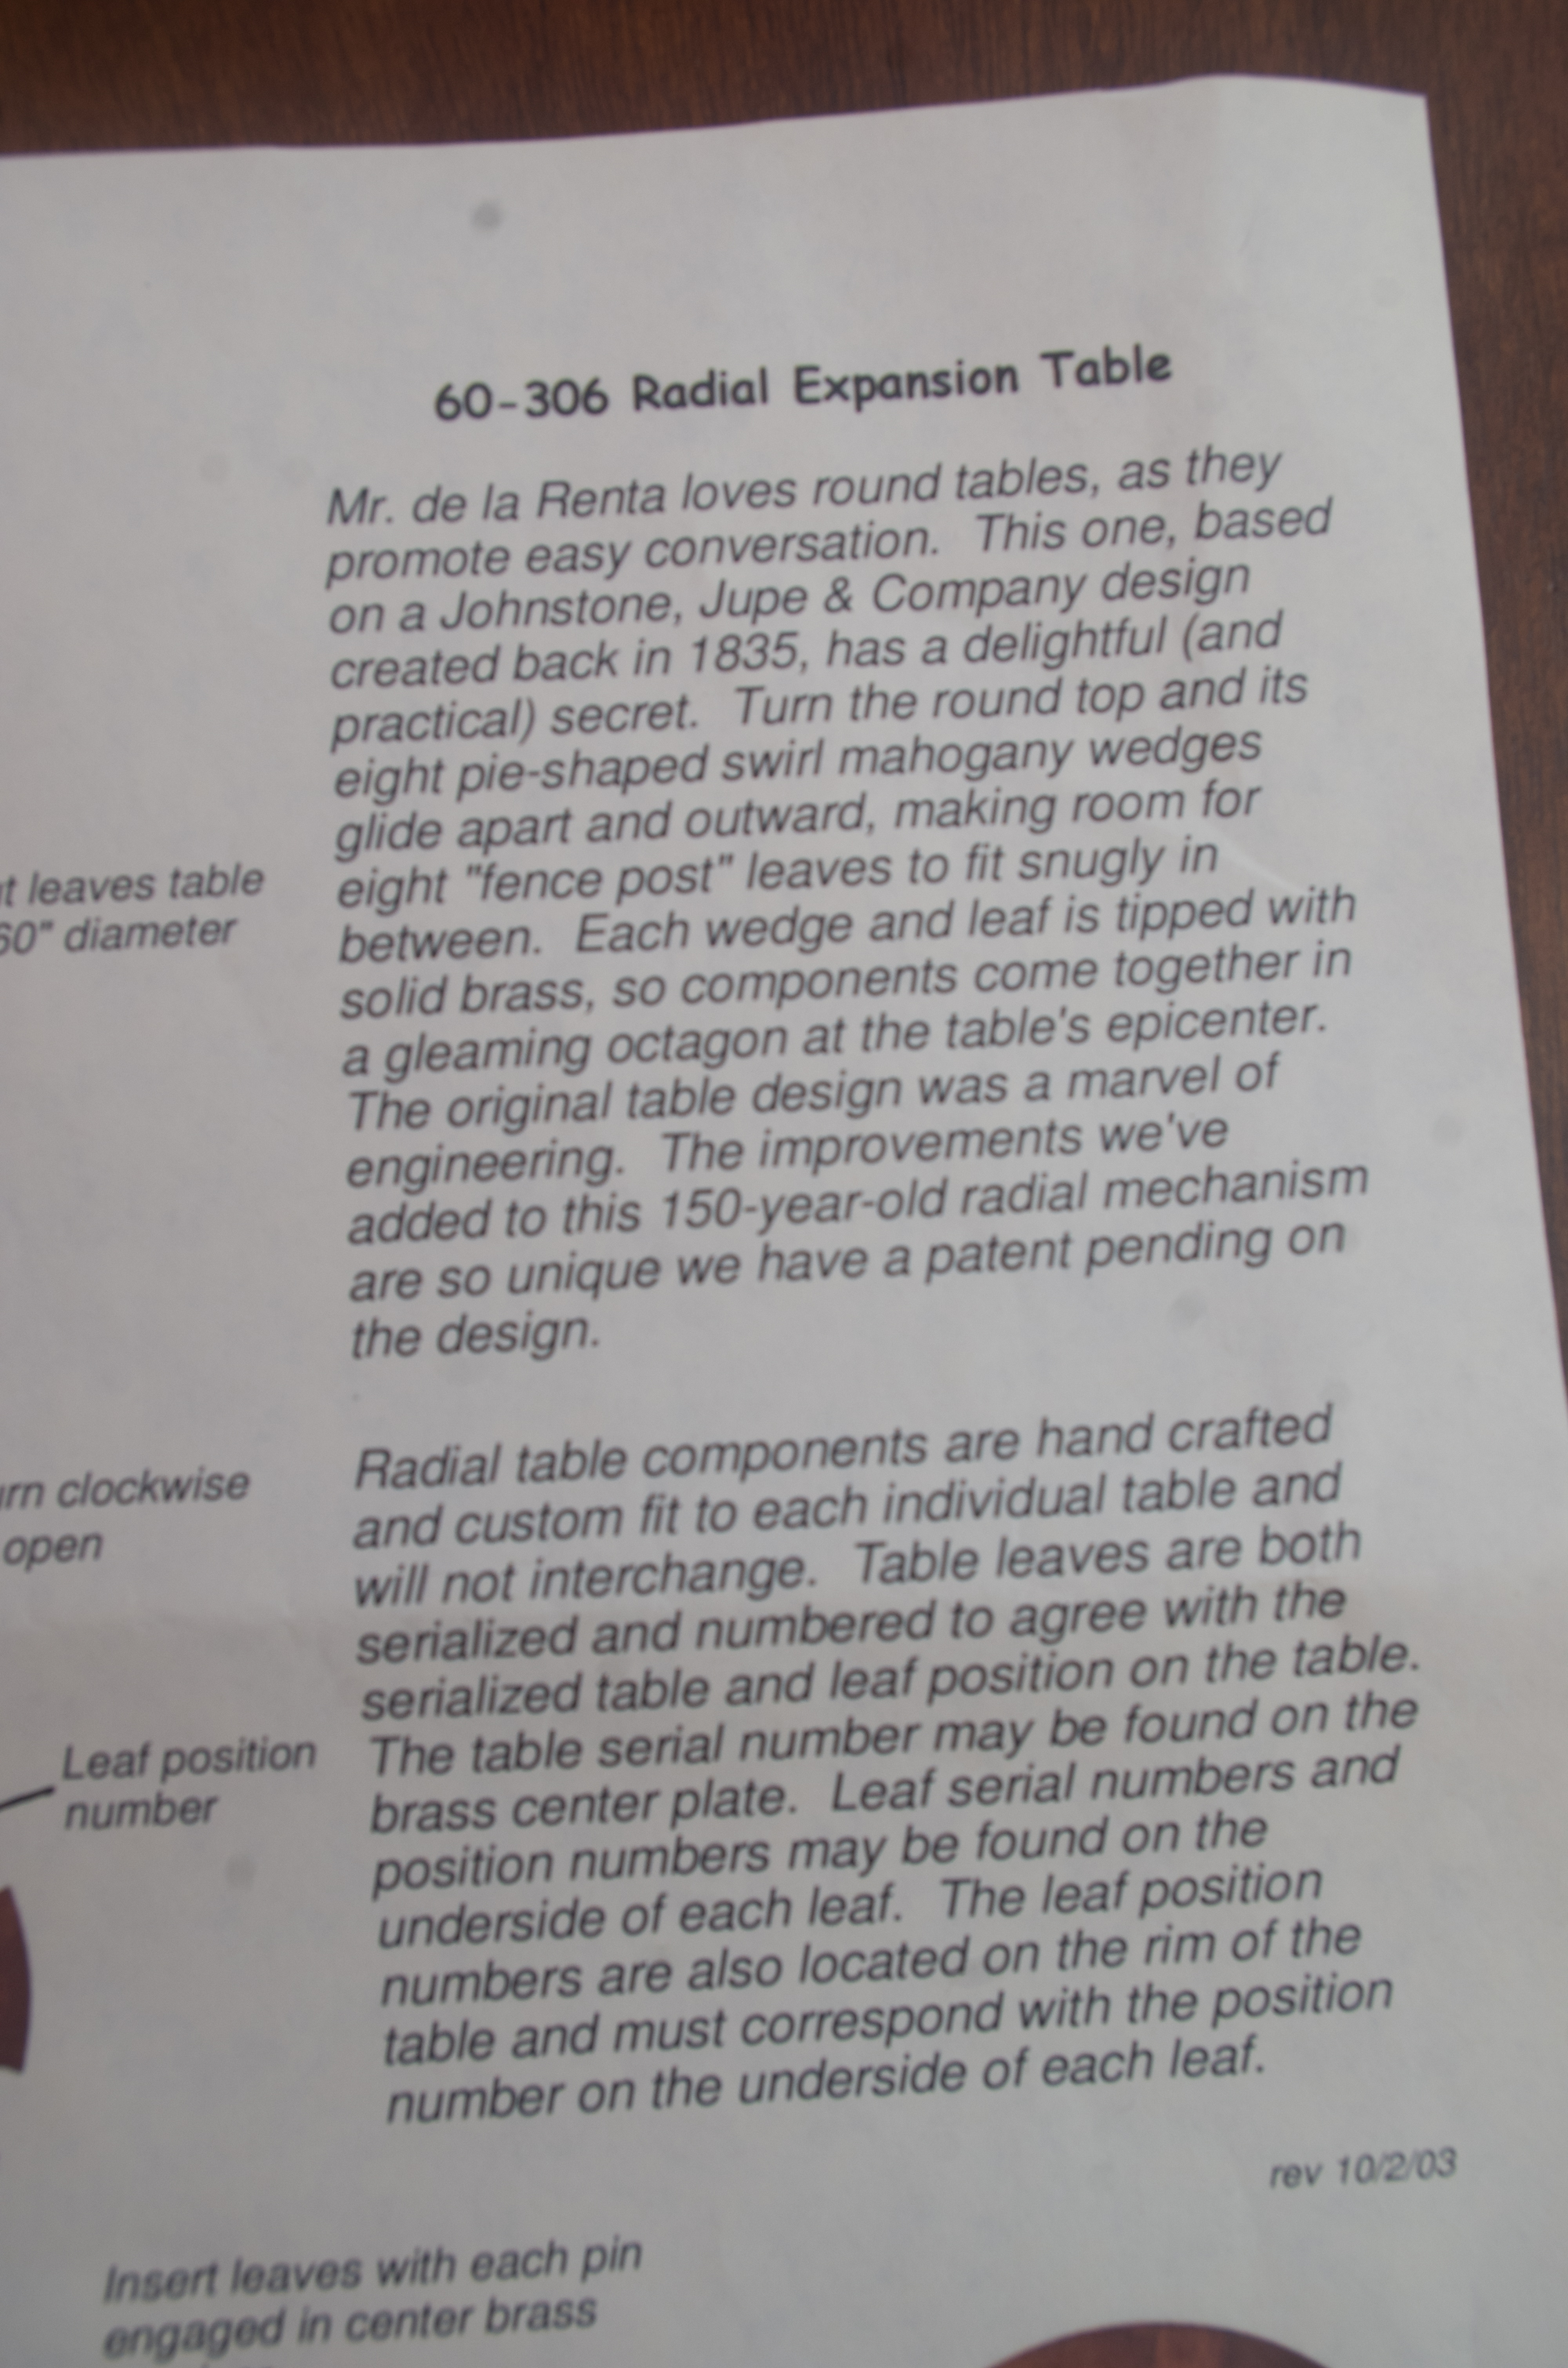 60-306 Radial Expansion Table
Mr. de la Renta loves round tables, as they
promote easy conversation. This one, based
on a Johnstone, Jupe & Company design
created back in 1835, has a delightful (and
practical) secret. Turn the round top and its
eight pie-shaped swirl mahogany wedges
glide apart and outward, making room for
eight "fence post" leaves to fit snugly in
between. Each wedge and leaf is tipped with
solid brass, so components come together in
a gleaming octagon at the table's epicenter.
The original table design was a marvel of
engineering. The improvements we've
added to this 150-year-old radial mechanism
are so unique we have a patent pending on
the design.
leaves table
60" diameter
Radial table components are hand crafted
and custom fit to each individual table and
will not interchange. Table leaves are both
serialized and numbered to agree with the
serialized table and leaf position on the table.
The table serial number may be found on the
brass center plate. Leaf serial numbers and
position numbers may be found on the
underside of each leaf. The leaf position
numbers are also located on the rim of the
table and must correspond with the position
number on the underside of each leaf.
clockwise
open
Leaf position
number
rev 10/2/03
Insert leaves with each pin
engaged in center brass